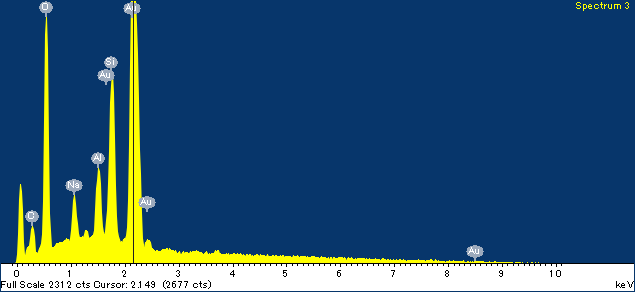 Spectrum 3
O
Au
Si
Au
Al
Na
C
Au
Au
0 1 2 3 4 5 6 7 8 9 10
Full Scale 2312 cts Cursor: 2.149 (2677 cts) keV